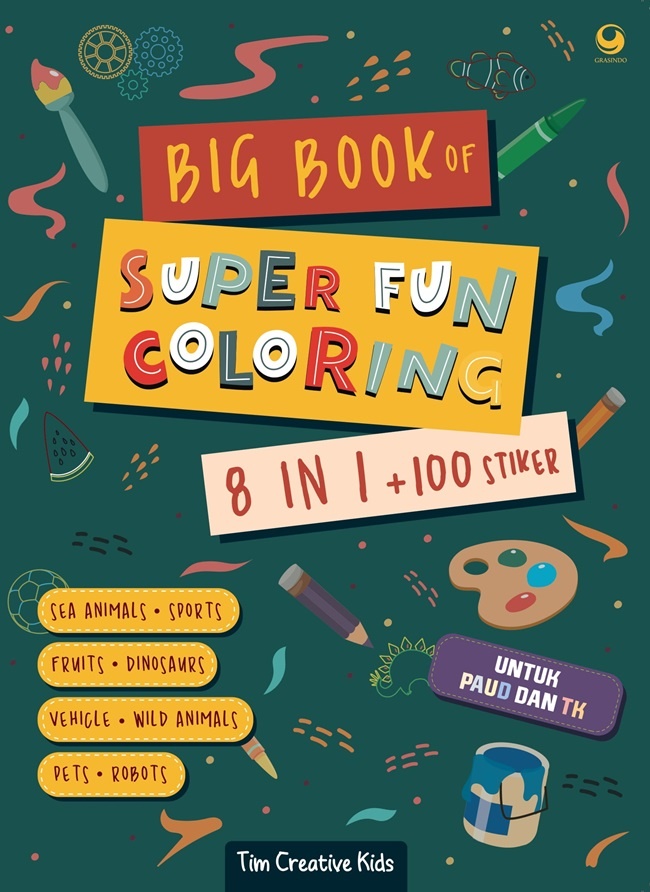 GRASINDO
BIG BOOK OF
SUPER FUN
COLORING
8 IN 1 + 100 STIKER
SEA ANIMALS • SPORTS
FRUITS • DINOSAURS
VEHICLE • WILD ANIMALS
PETS • ROBOTS
UNTUK
PAUD DAN TK
Tim Creative Kids